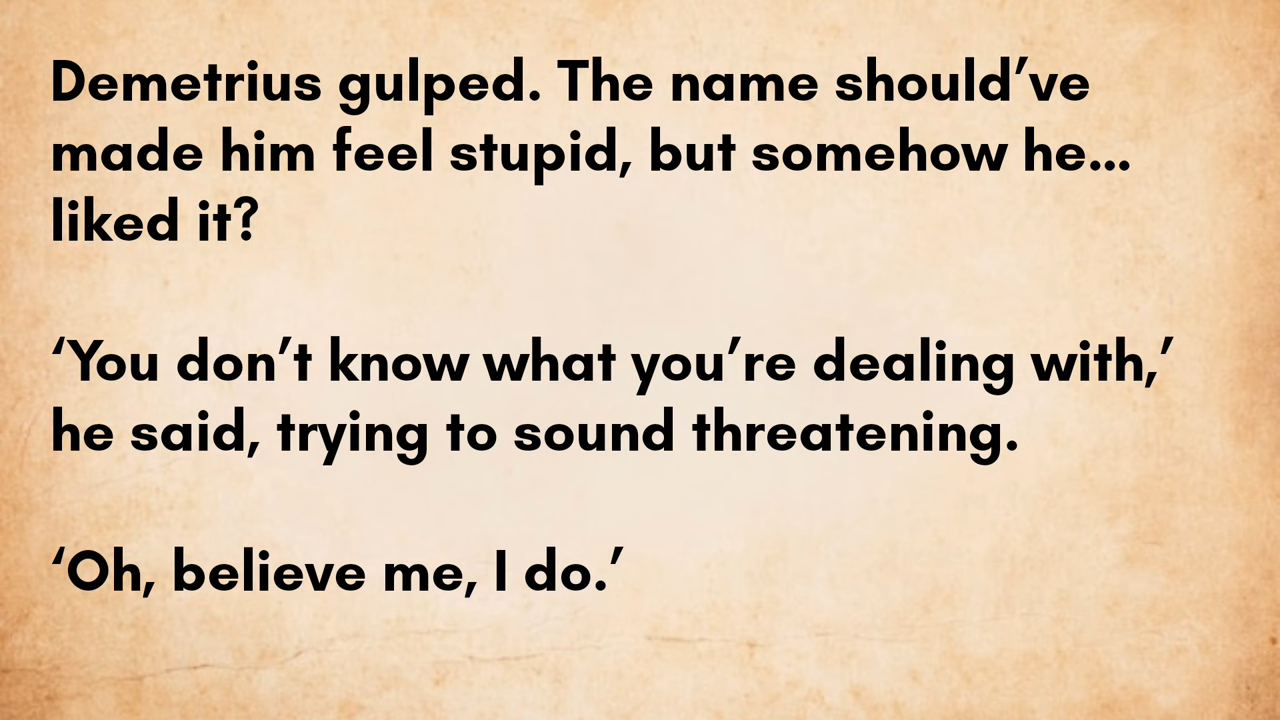 Demetrius gulped. The name should’ve
made him feel stupid, but somehow he...
liked it?
‘You don’t know what you’re dealing with,’
he said, trying to sound threatening.
‘Oh, believe me, I do.’